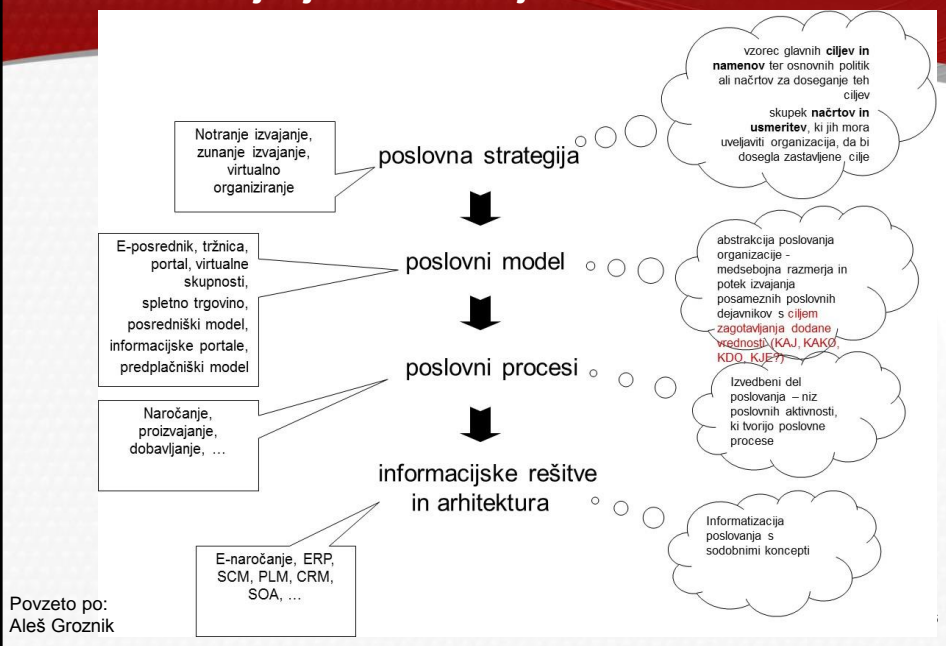 vzorec glavnih ciljev in
namenov ter osnovnih politik
ali načrtov za doseganje teh
ciljev
skupek načrtov in
usmeritev, ki jih mora
uveljaviti organizacija, da bi
dosegla zastavljene cilje
Notranje izvajanje,
zunanje izvajanje,
virtualno
organiziranje
poslovna strategija
E-posrednik, tržnica,
portal, virtualne
skupnosti,
spletno trgovino,
posredniški model,
informacijske portale,
predplačniški model
poslovni model
abstrakcija poslovanja
organizacije -
medsebojna razmerja in
potek izvajanja
posameznih poslovnih
dejavnikov s ciljem
zagotavljanja dodane
vrednosti (KAJ, KAKO,
KDO, KJE?)
poslovni procesi
Izvedbeni del
poslovanja – niz
poslovnih aktivnosti,
ki tvorijo poslovne
procese
Naročanje,
proizvajanje,
dobavljanje, …
informacijske rešitve
in arhitektura
Informatizacija
poslovanja s
sodobnimi koncepti
E-naročanje, ERP,
SCM, PLM, CRM,
SOA, …
Povzeto po:
Aleš Groznik